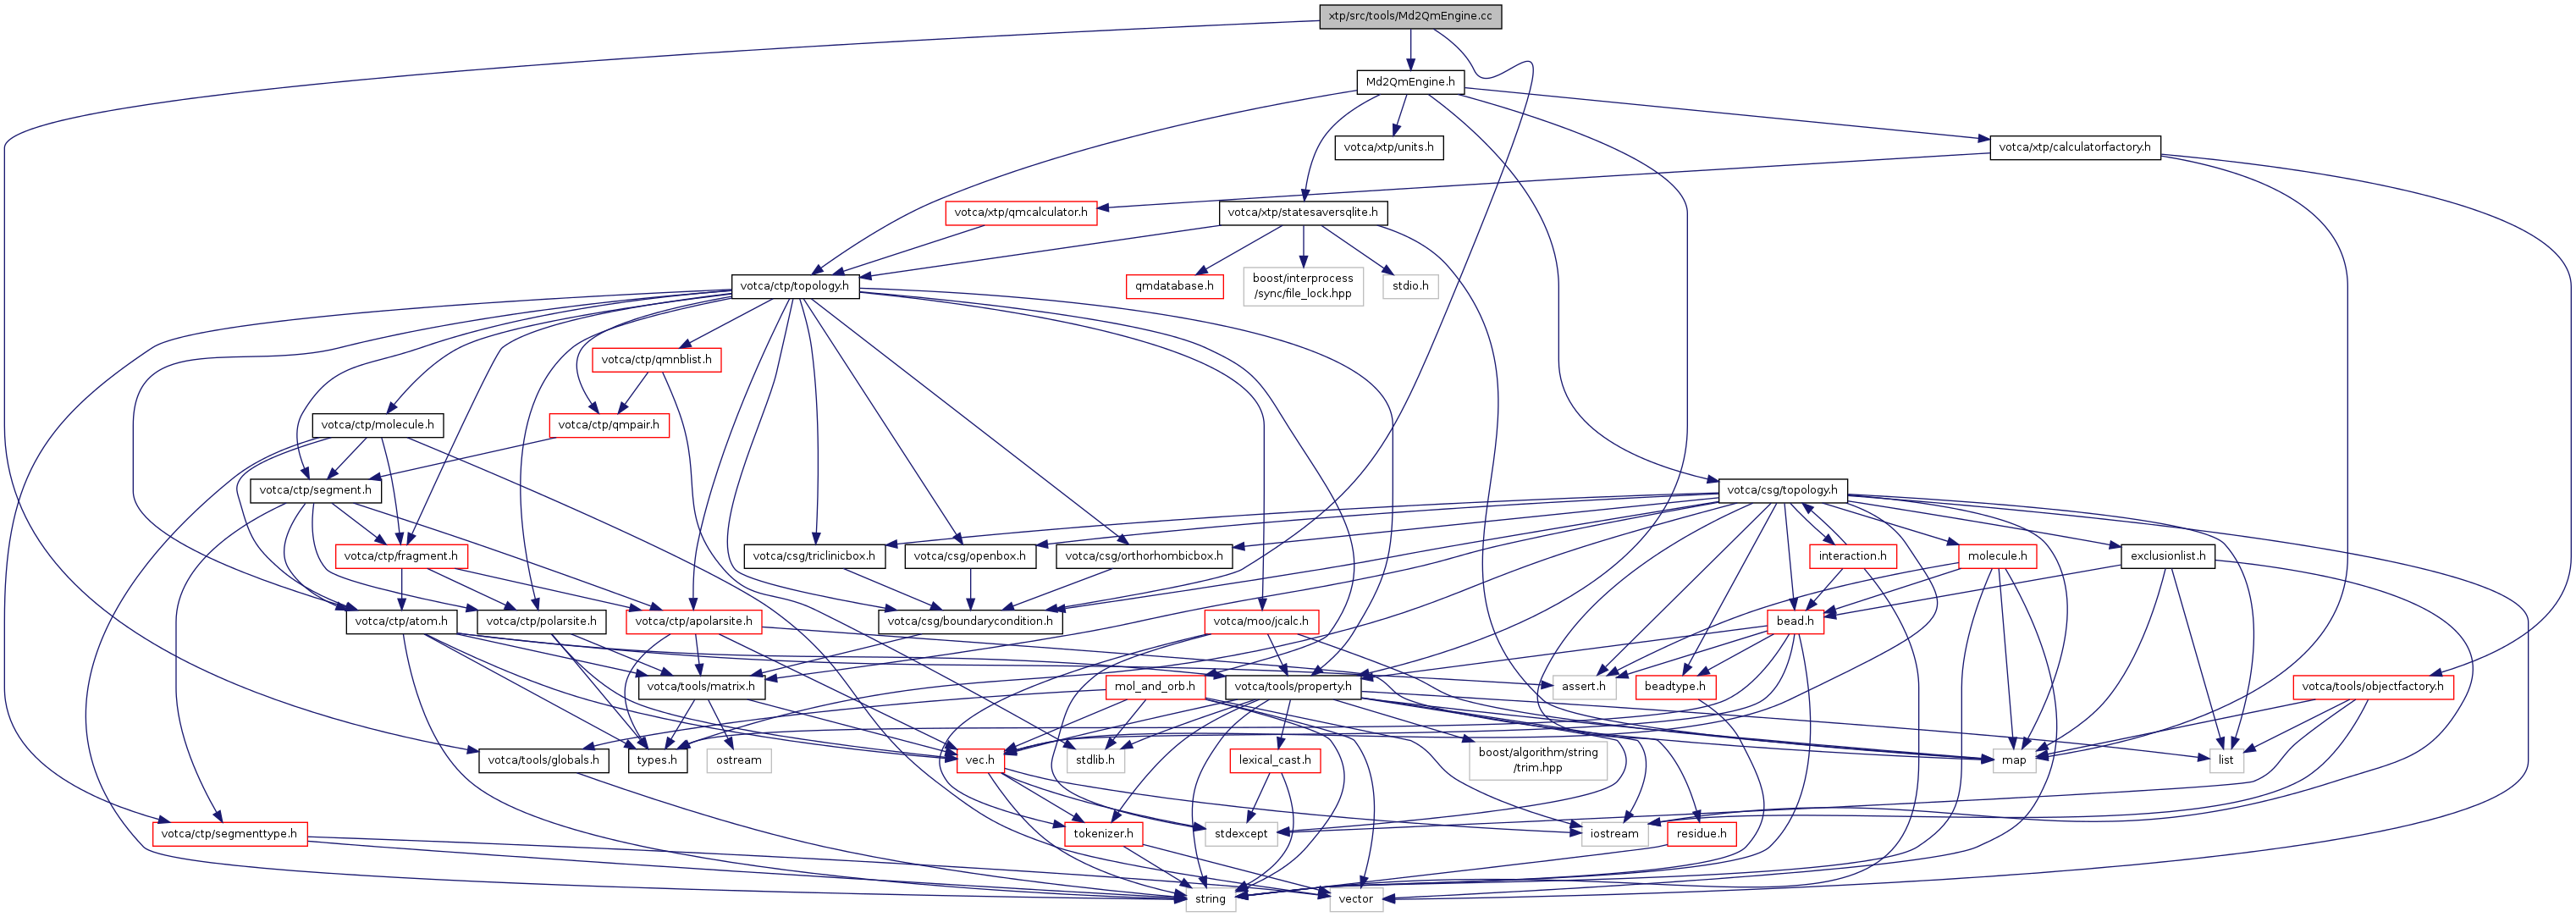 xtp/src/tools/Md2QmEngine.cc
Md2QmEngine.h
votca/xtp/units.h
votca/xtp/calculatorfactory.h
votca/xtp/qmcalculator.h
votca/xtp/statesaversqlite.h
votca/ctp/topology.h
qmdatabase.h
boost/interprocess
/sync/file_lock.hpp
stdio.h
votca/ctp/qmnblist.h
votca/ctp/molecule.h
votca/ctp/qmpair.h
votca/ctp/segment.h
votca/csg/topology.h
votca/ctp/fragment.h
votca/csg/triclinicbox.h
votca/csg/openbox.h
votca/csg/orthorhombicbox.h
interaction.h
molecule.h
exclusionlist.h
votca/ctp/atom.h
votca/ctp/polarsite.h
votca/ctp/apolarsite.h
votca/csg/boundarycondition.h
votca/moo/jcalc.h
bead.h
votca/tools/matrix.h
mol_and_orb.h
votca/tools/property.h
assert.h
beadtype.h
votca/tools/objectfactory.h
votca/tools/globals.h
types.h
ostream
vec.h
stdlib.h
lexical_cast.h
boost/algorithm/string
/trim.hpp
map
list
votca/ctp/segmenttype.h
tokenizer.h
stdexcept
iostream
residue.h
string
vector